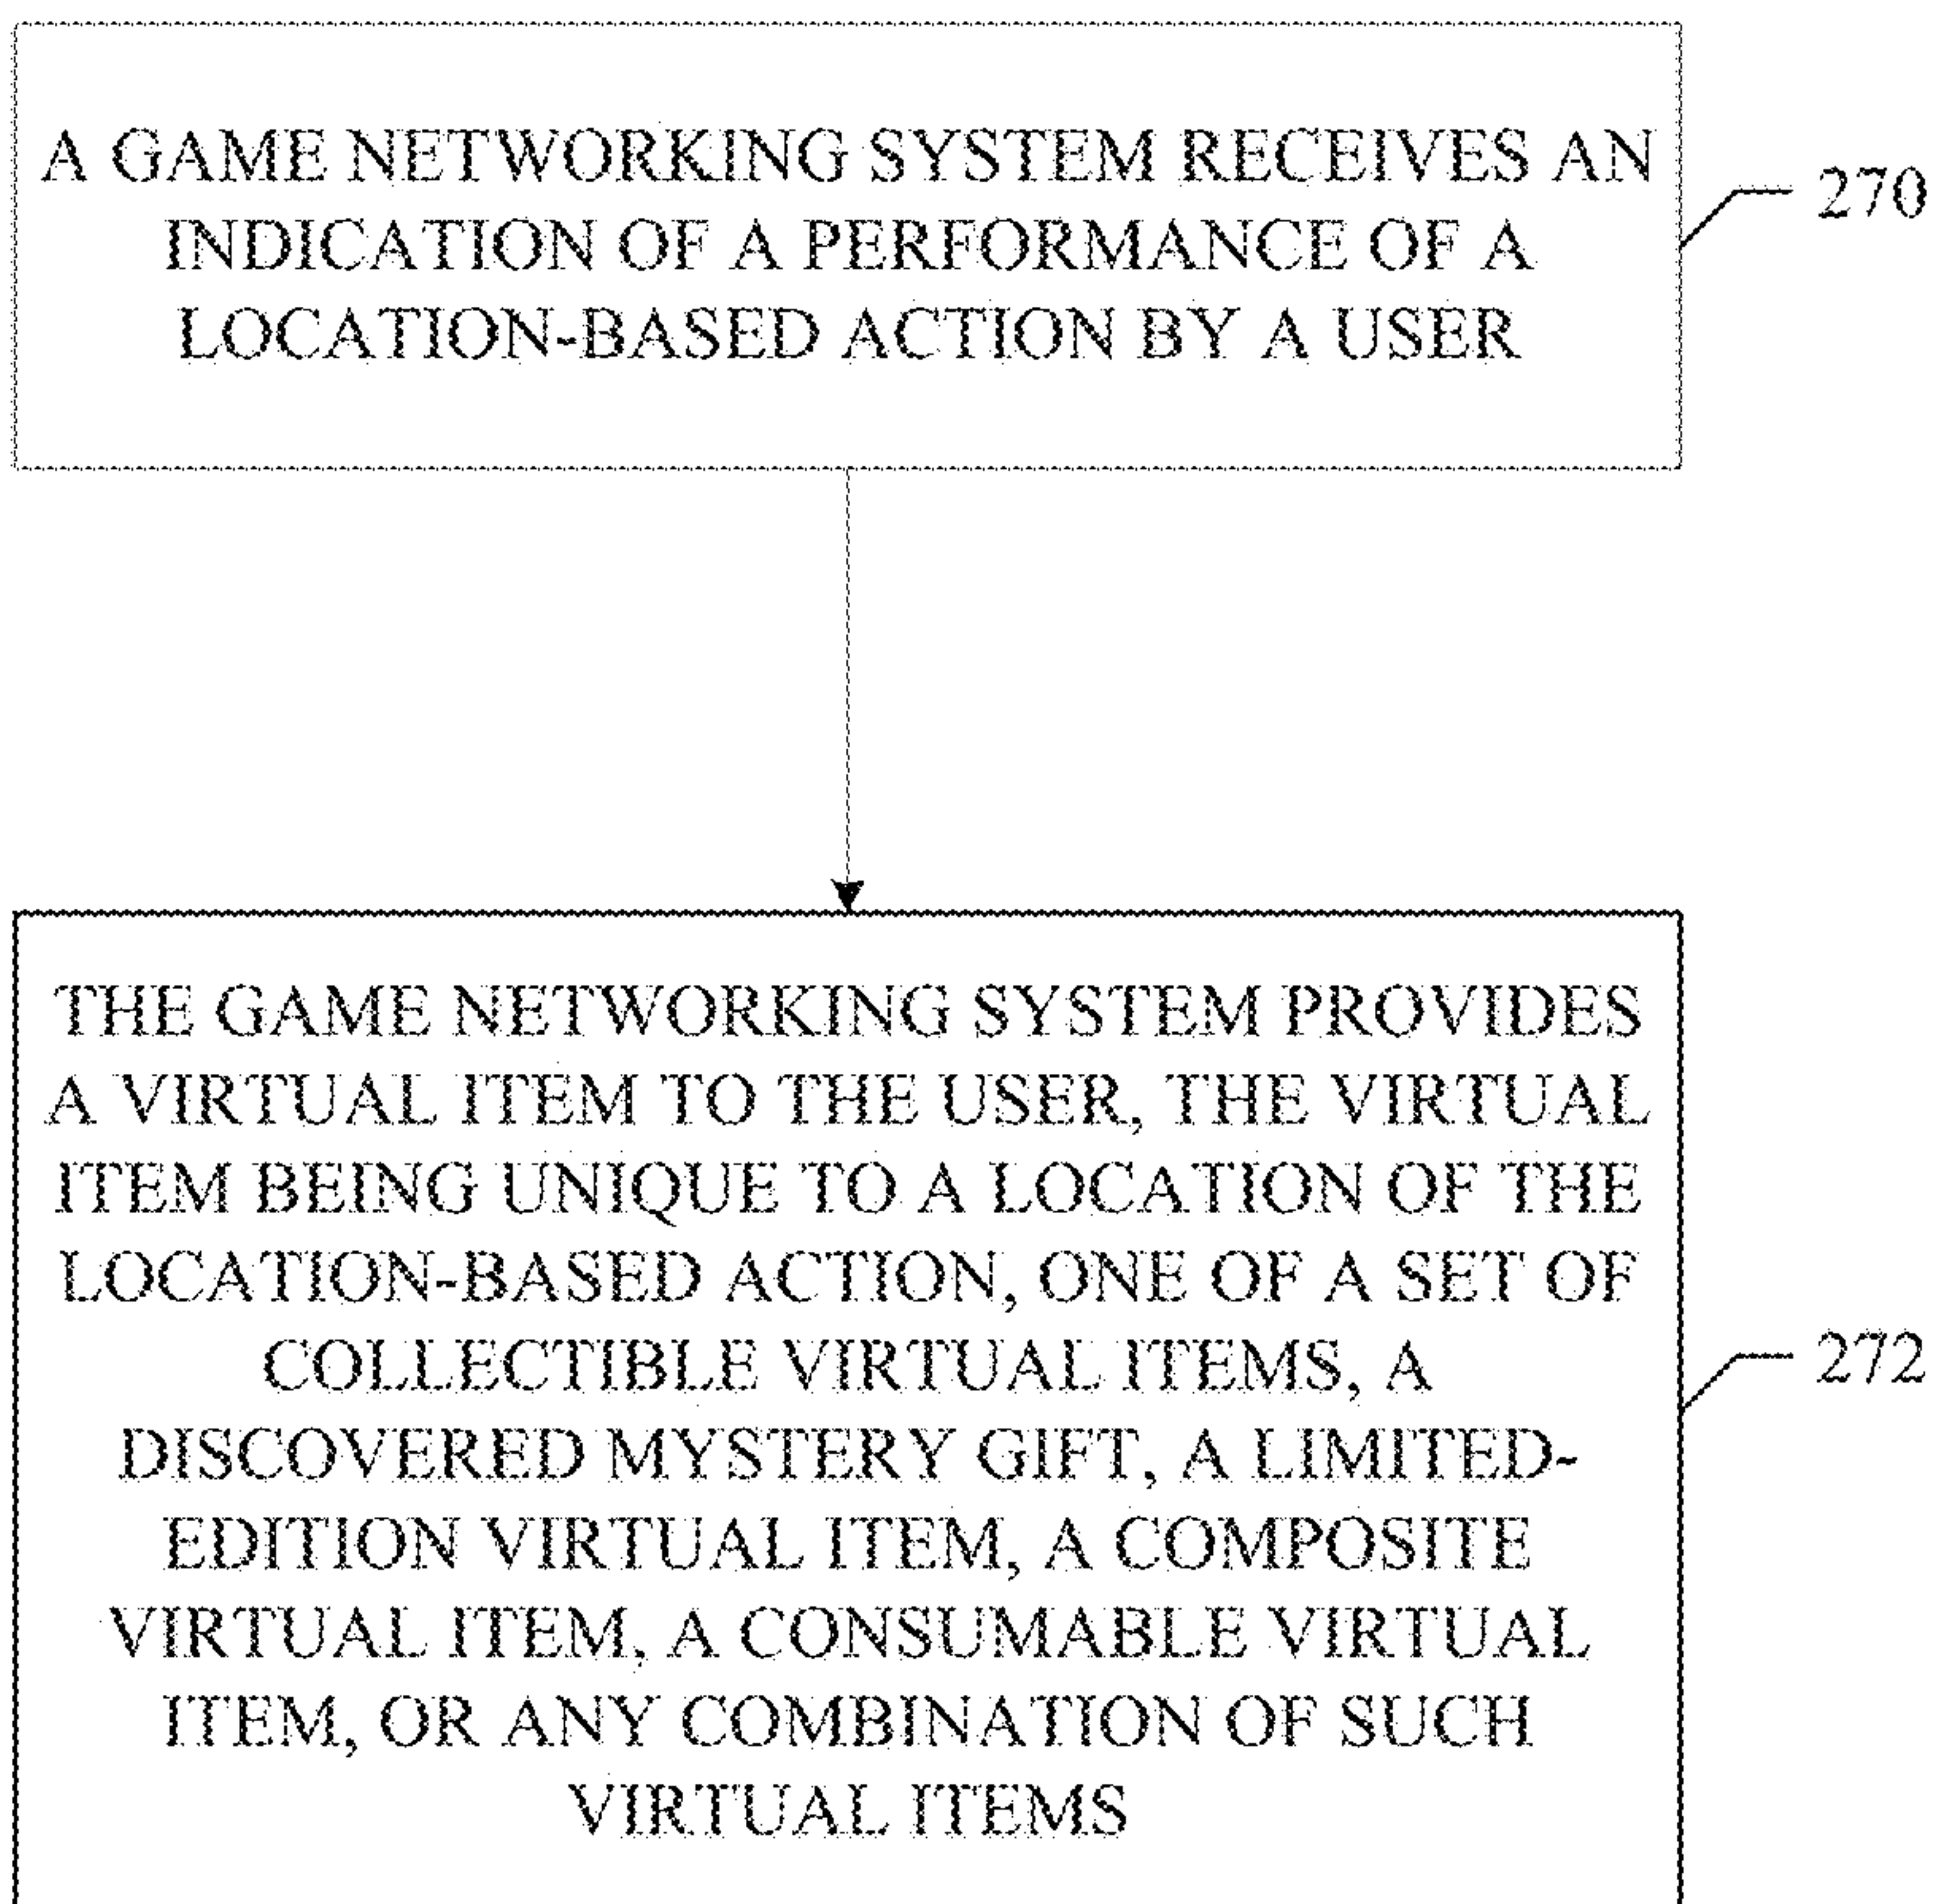 A GAME NETWORKING SYSTEM RECEIVES AN
INDICATION OF A PERFORMANCE OF A
LOCATION-BASED ACTION BY A USER
270
THE GAME NETWORKING SYSTEM PROVIDES
A VIRTUAL ITEM TO THE USER, THE VIRTUAL
ITEM BEING UNIQUE TO A LOCATION OF THE
LOCATION-BASED ACTION, ONE OF A SET OF
COLLECTIBLE VIRTUAL ITEMS, A
DISCOVERED MYSTERY GIFT, A LIMITED-
EDITION VIRTUAL ITEM, A COMPOSITE
VIRTUAL ITEM, A CONSUMABLE VIRTUAL
ITEM, OR ANY COMBINATION OF SUCH
VIRTUAL ITEMS
272